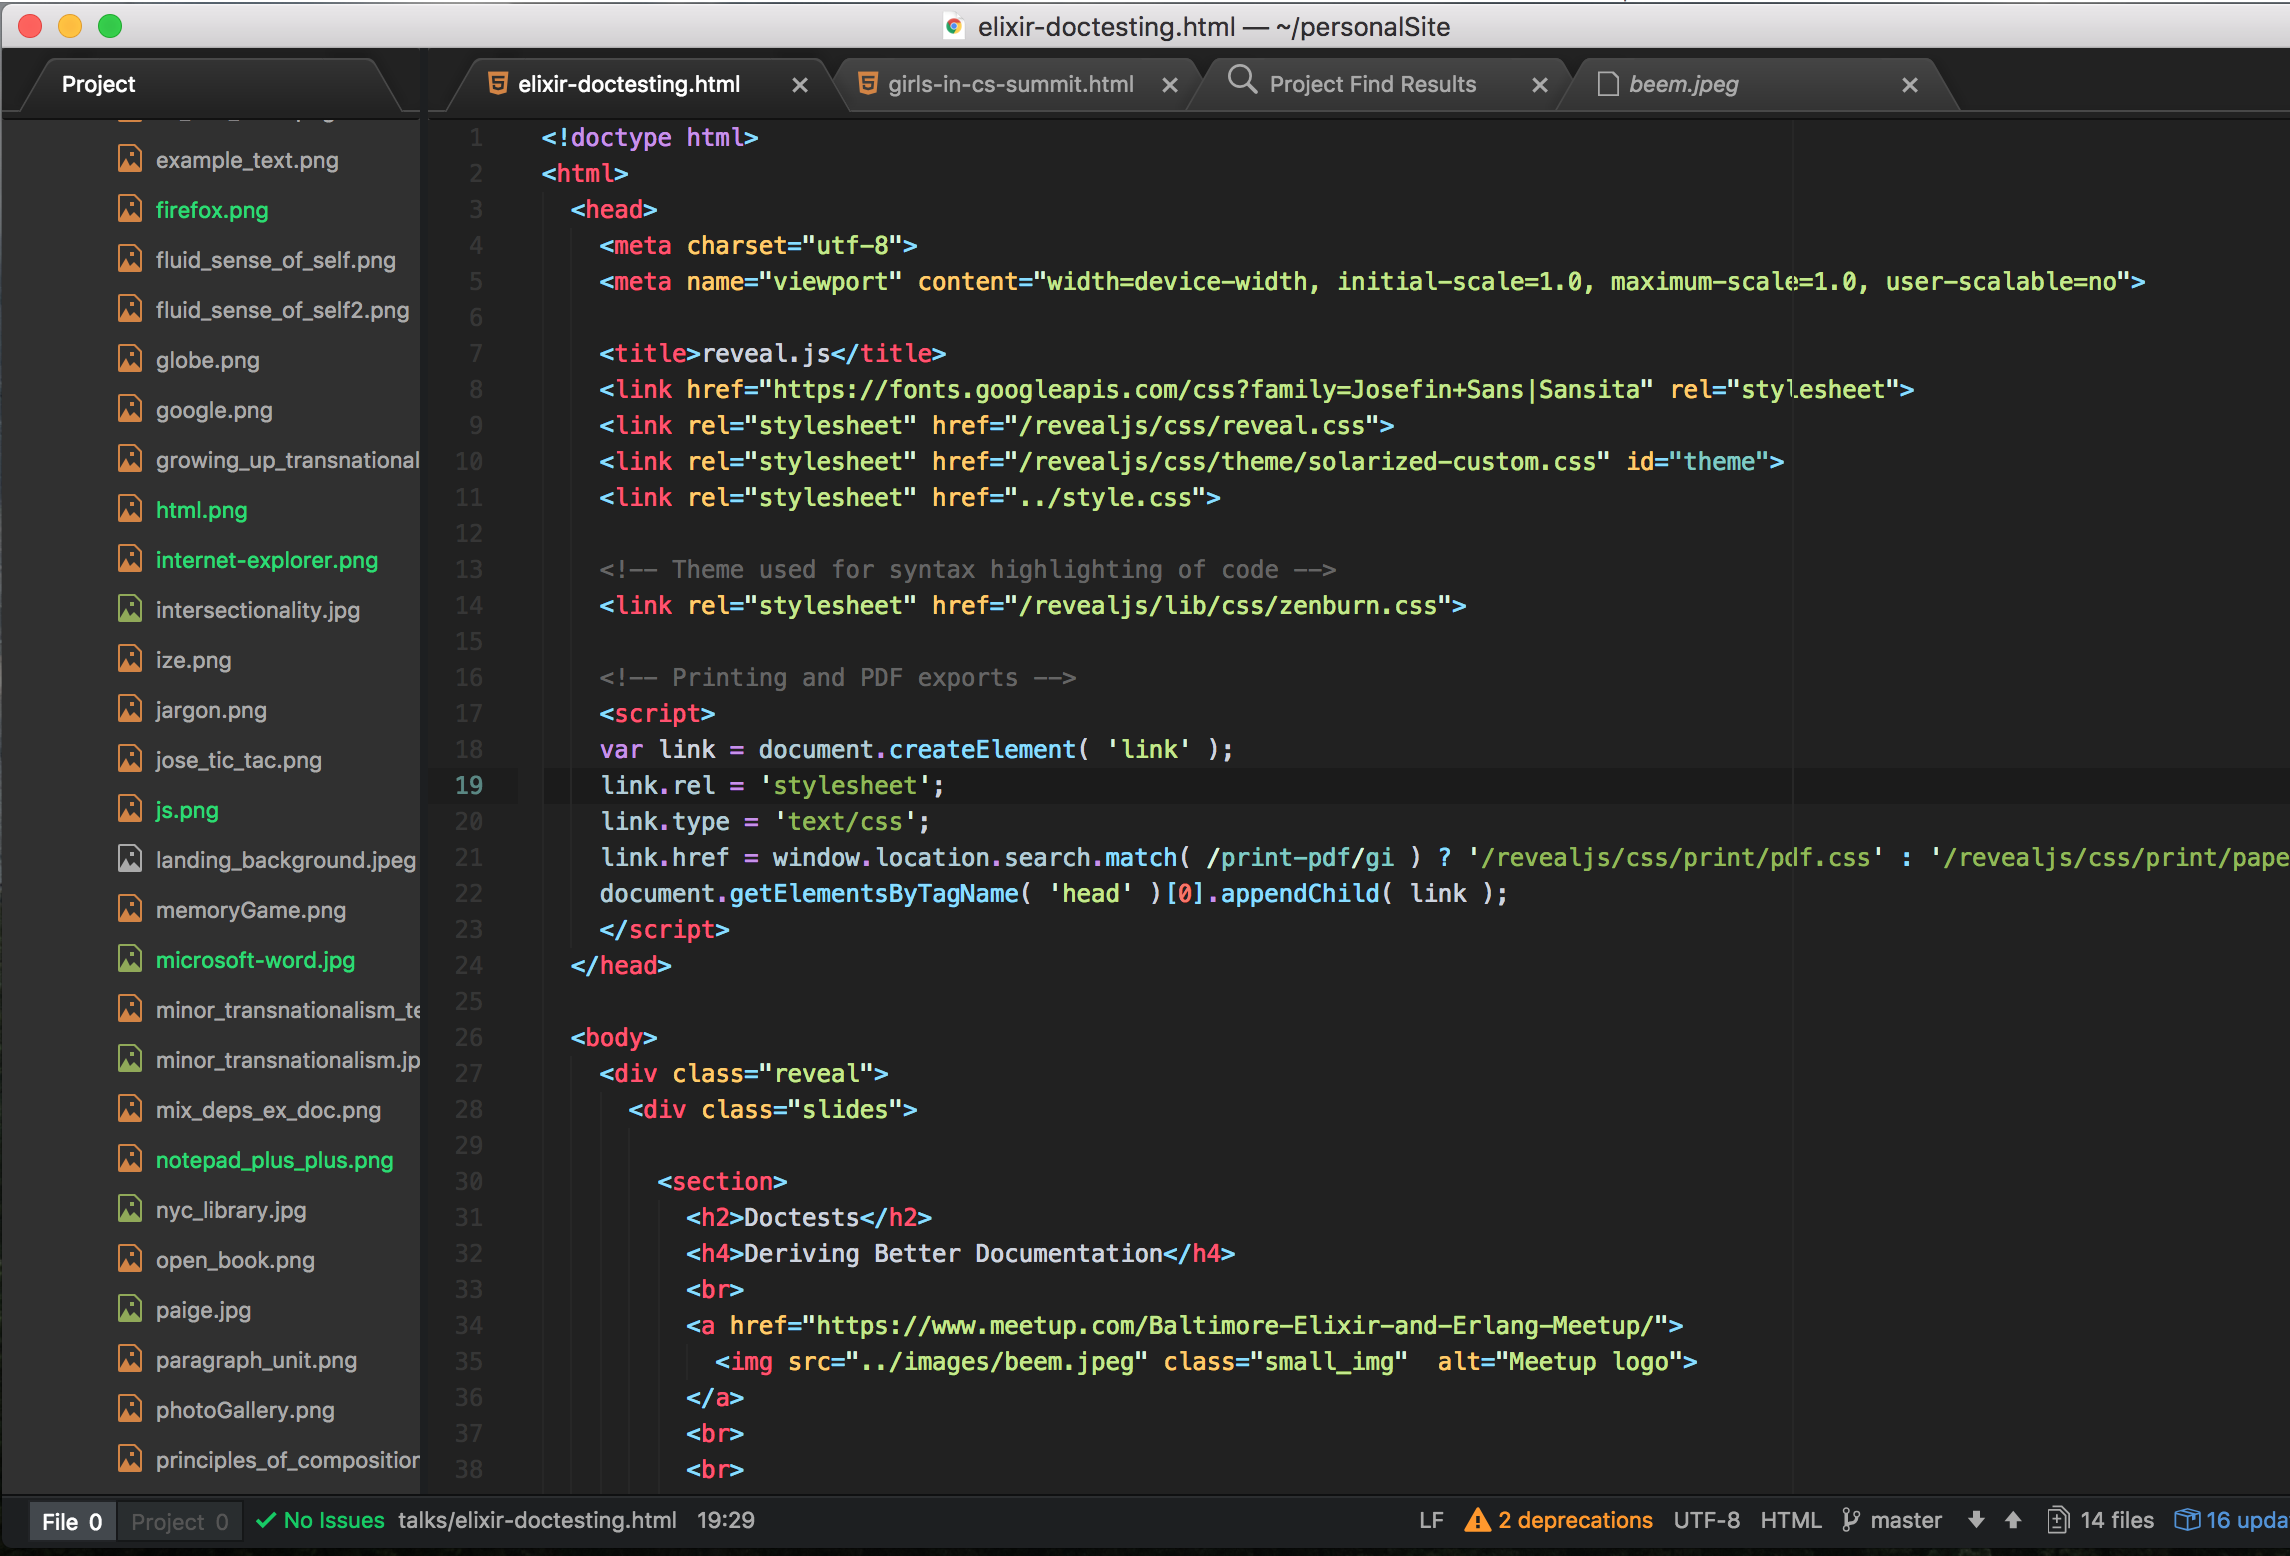 elixir-doctesting.html — ~/personalSite
Project
elixir-doctesting.html
girls-in-cs-summit.html
Project Find Results
beem.jpeg
example_text.png
firefox.png
fluid_sense_of_self.png
fluid_sense_of_self2.png
globe.png
google.png
growing_up_transnational
html.png
internet-explorer.png
intersectionality.jpg
ize.png
jargon.png
jose_tic_tac.png
js.png
landing_background.jpeg
memoryGame.png
microsoft-word.jpg
minor_transnationalism_te
minor_transnationalism.jp
mix_deps_ex_doc.png
notepad_plus_plus.png
nyc_library.jpg
open_book.png
paige.jpg
paragraph_unit.png
photoGallery.png
principles_of_composition
1 <!doctype html>
2 <html>
3 <head>
4 <meta charset="utf-8">
5 <meta name="viewport" content="width=device-width, initial-scale=1.0, maximum-scale=1.0, user-scalable=no">
6
7 <title>reveal.js</title>
8 <link href="https://fonts.googleapis.com/css?family=Josefin+Sans|Sansita" rel="stylesheet">
9 <link rel="stylesheet" href="/revealjs/css/reveal.css">
10 <link rel="stylesheet" href="/revealjs/css/theme/solarized-custom.css" id="theme">
11 <link rel="stylesheet" href="../style.css">
12
13 <!-- Theme used for syntax highlighting of code -->
14 <link rel="stylesheet" href="/revealjs/lib/css/zenburn.css">
15
16 <!-- Printing and PDF exports -->
17 <script>
18 var link = document.createElement( 'link' );
19 link.rel = 'stylesheet';
20 link.type = 'text/css';
21 link.href = window.location.search.match( /print-pdf/gi ) ? '/revealjs/css/print/pdf.css' : '/revealjs/css/print/pape
22 document.getElementsByTagName( 'head' )[0].appendChild( link );
23 </script>
24 </head>
25
26 <body>
27 <div class="reveal">
28 <div class="slides">
29
30 <section>
31 <h2>Doctests</h2>
32 <h4>Deriving Better Documentation</h4>
33 <br>
34 <a href="https://www.meetup.com/Baltimore-Elixir-and-Erlang-Meetup/">
35 <img src="../images/beem.jpeg" class="small_img"  alt="Meetup logo">
36 </a>
37 <br>
38 <br>
File 0 Project 0 No Issues talks/elixir-doctesting.html 19:29 LF 2 deprecations UTF-8 HTML master 14 files 16 upda